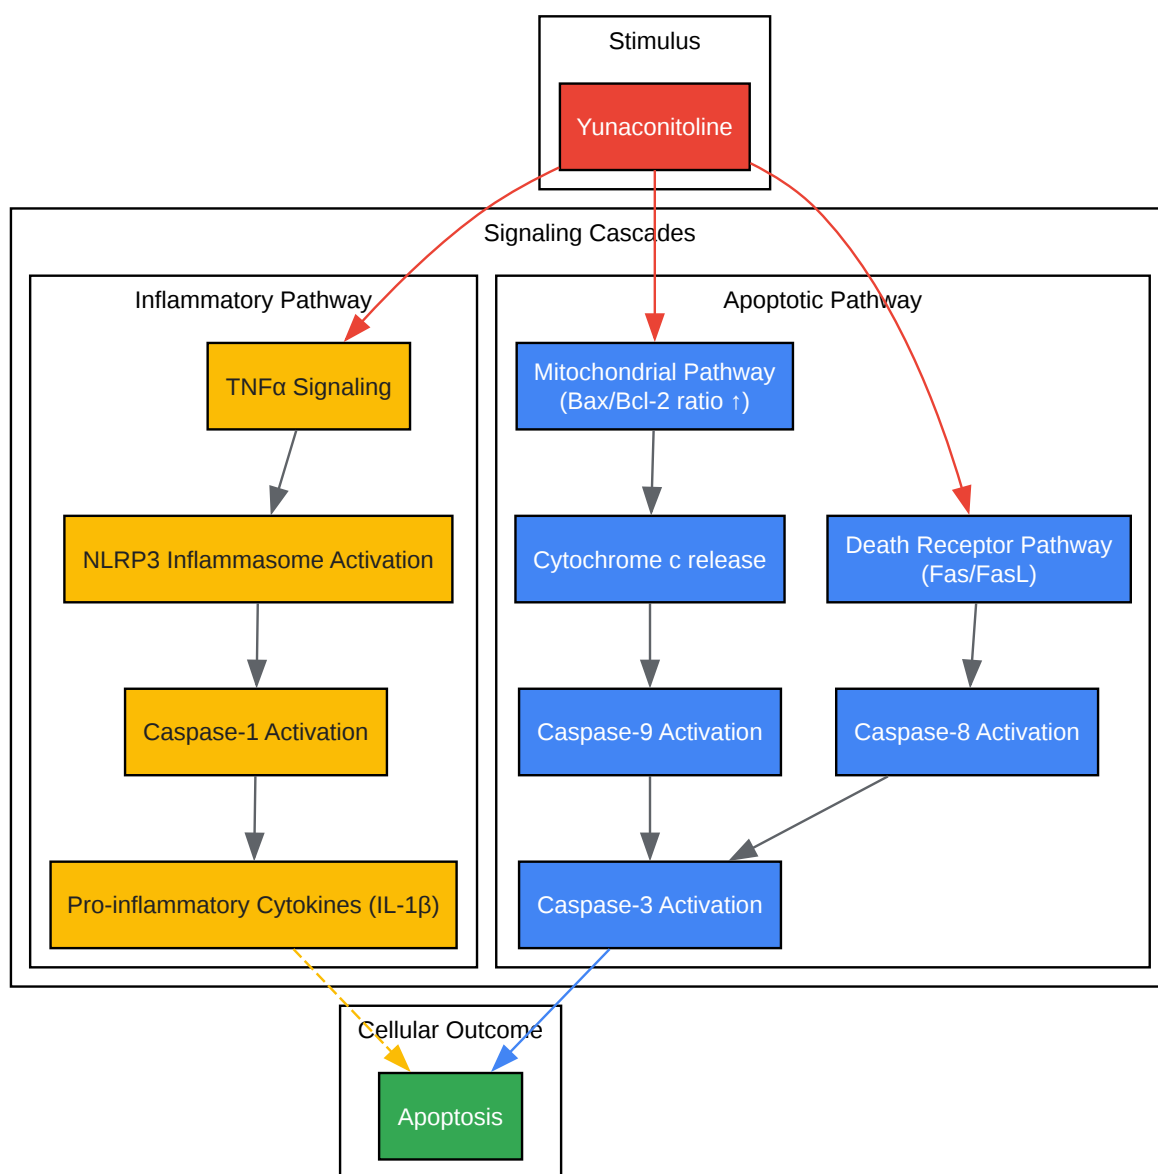 Stimulus
Yunaconitoline
Signaling Cascades
Inflammatory Pathway
Apoptotic Pathway
TNFα Signaling
Mitochondrial Pathway
(Bax/Bcl-2 ratio ↑)
NLRP3 Inflammasome Activation
Cytochrome c release
Death Receptor Pathway
(Fas/FasL)
Caspase-1 Activation
Caspase-9 Activation
Caspase-8 Activation
Pro-inflammatory Cytokines (IL-1β)
Caspase-3 Activation
Cellular Outcome
Apoptosis